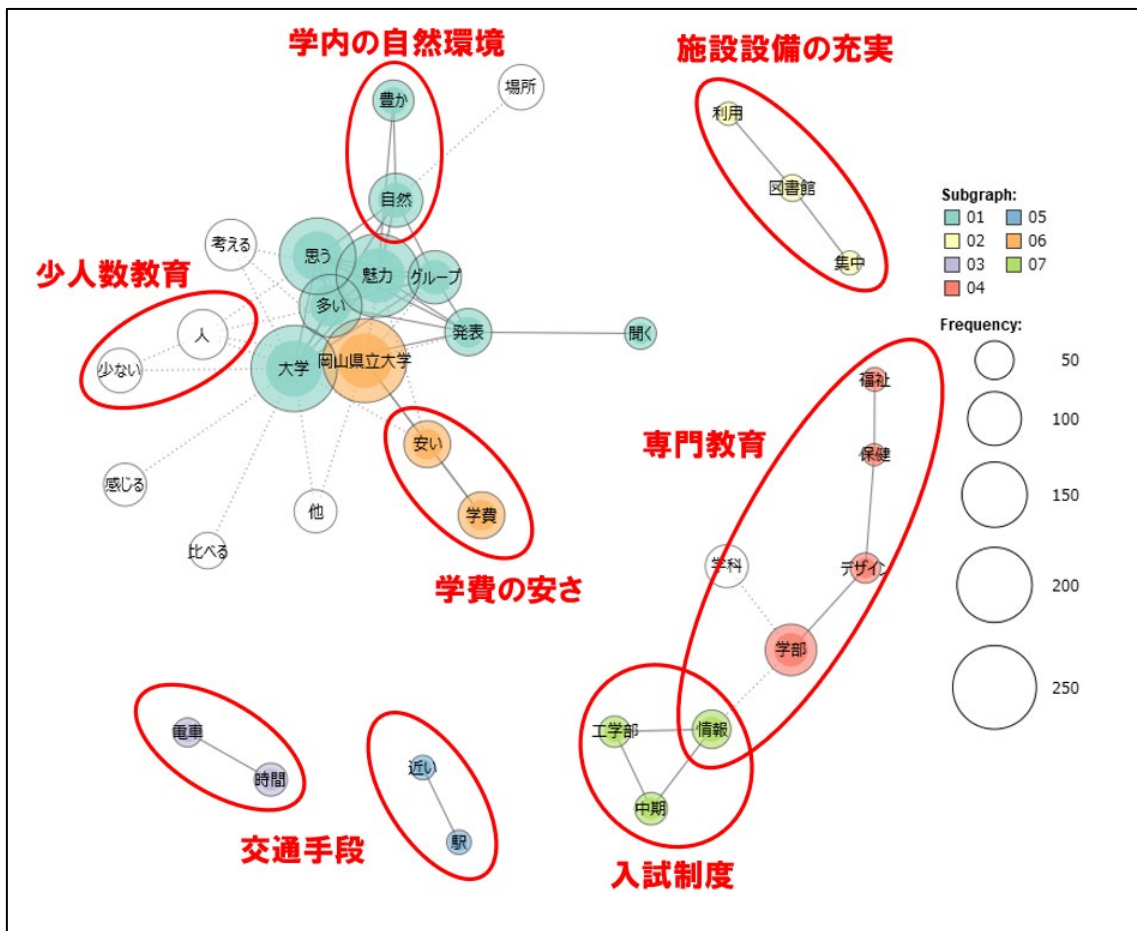 学内の自然環境
施設設備の充実
豊か
場所
利用
自然
図書館
集中
考える
思う
魅力
グループ
少人数教育
多い
人
発表
聞く
少ない
大学
岡山県立大学
安い
学費
感じる
他
比べる
学費の安さ
Subgraph:
01
05
02
06
03
07
04
Frequency:
50
100
150
200
250
福祉
専門教育
保健
学科
デザイン
学部
電車
時間
交通手段
近い
駅
工学部
情報
中期
入試制度